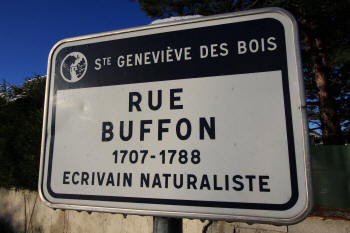 STE GENEVIÈVE DES BOIS
RUE
BUFFON
1707-1788
ECRIVAIN NATURALISTE